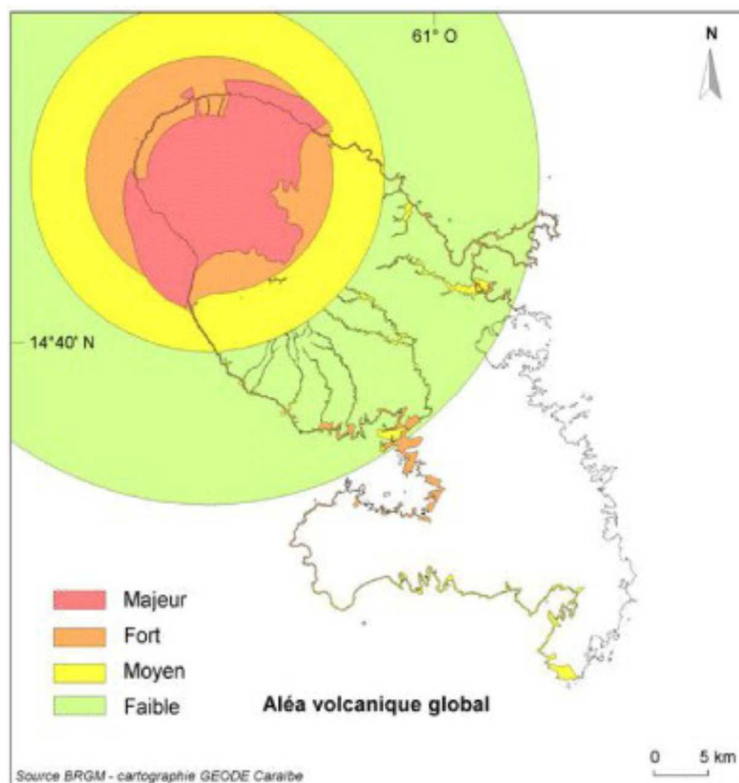 61° O
N
14°40' N
Majeur
Fort
Moyen
Faible
Aléa volcanique global
0 5 km
Source BRGM - cartographie GEODE Caraïbe